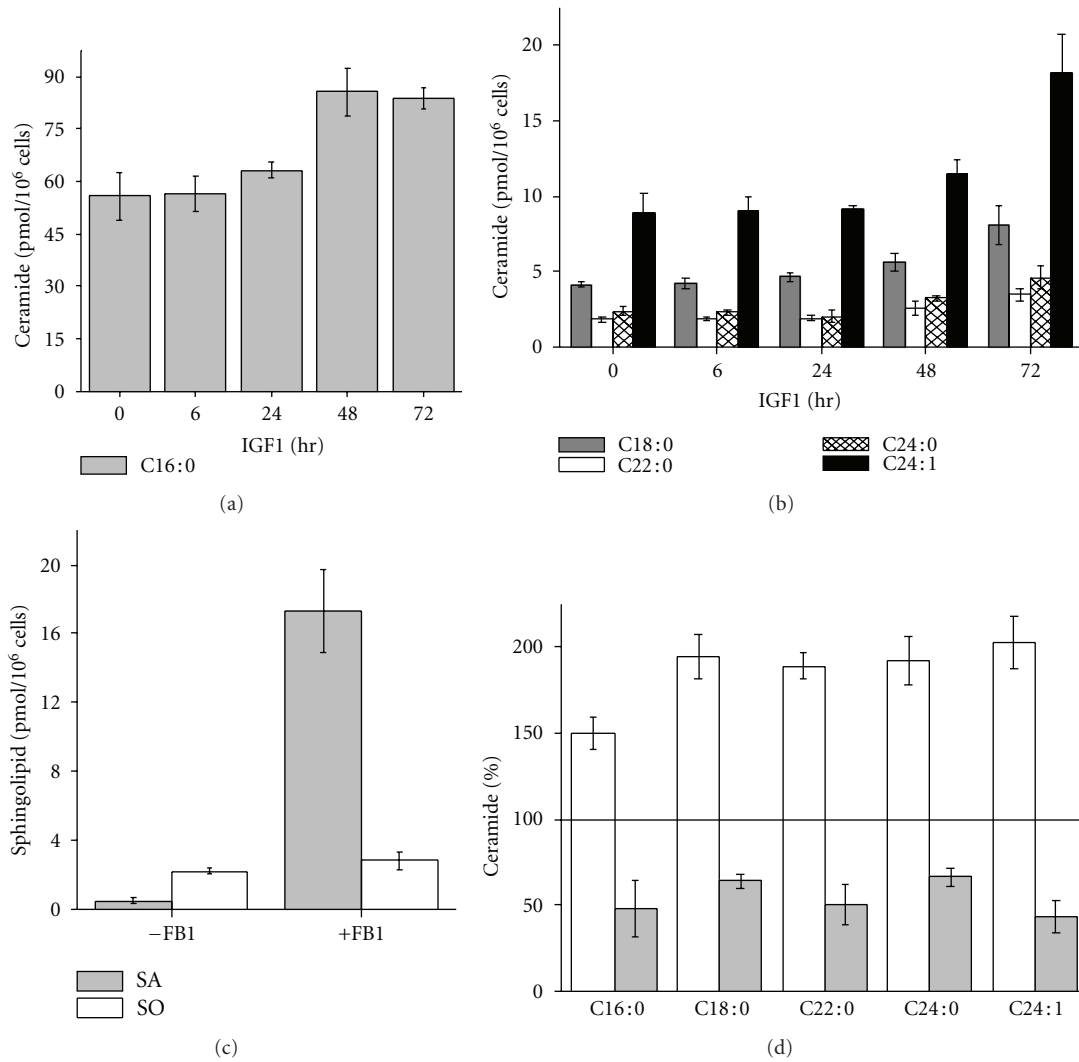 90
75
60
45
30
15
0
Ceramide (pmol/10⁶ cells)
0 6 24 48 72
IGF1 (hr)
C16:0
(a)
20
15
10
5
0
Ceramide (pmol/10⁶ cells)
0 6 24 48 72
IGF1 (hr)
C18:0
C22:0
C24:0
C24:1
(b)
20
16
12
8
4
0
Sphingolipid (pmol/10⁶ cells)
−FB1 +FB1
SA
SO
(c)
200
150
100
50
0
Ceramide (%)
C16:0 C18:0 C22:0 C24:0 C24:1
(d)